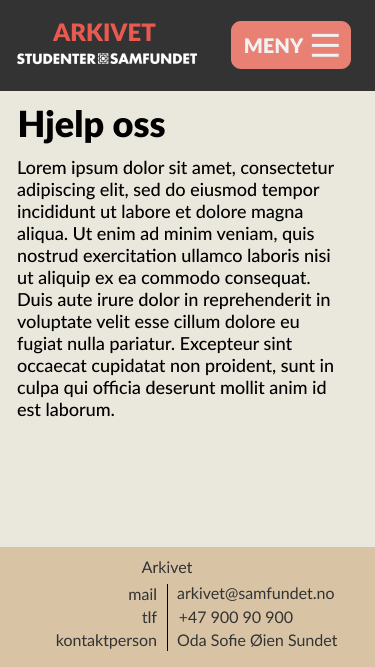 ARKIVET
STUDENTERSAMFUNDET
MENY
Hjelp oss
Lorem ipsum dolor sit amet, consectetur
adipiscing elit, sed do eiusmod tempor
incididunt ut labore et dolore magna
aliqua. Ut enim ad minim veniam, quis
nostrud exercitation ullamco laboris nisi
ut aliquip ex ea commodo consequat.
Duis aute irure dolor in reprehenderit in
voluptate velit esse cillum dolore eu
fugiat nulla pariatur. Excepteur sint
occaecat cupidatat non proident, sunt in
culpa qui officia deserunt mollit anim id
est laborum.
Arkivet
mail arkivet@samfundet.no
tlf +47 900 90 900
kontaktperson Oda Sofie Øien Sundet